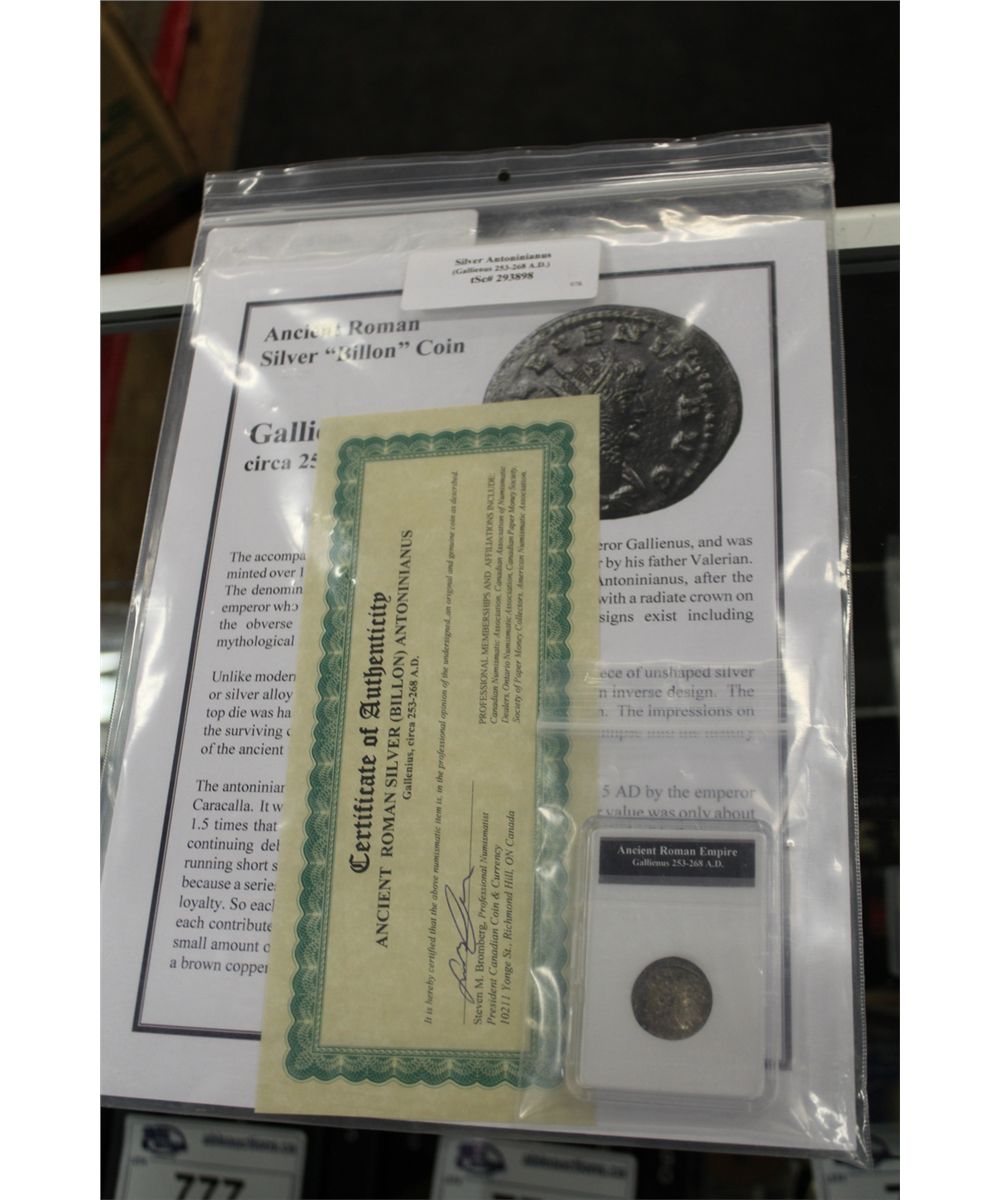 Silver Antoninianus
(Gallienus 253-268 A.D.)
tSc# 293898
Ancient Roman
Silver “Billon” Coin
Galli
circa 25
The accompa
minted over 1
The denomin
emperor who
the obverse
mythological
eror Gallienus, and was
r by his father Valerian.
Antoninianus, after the
with a radiate crown on
signs exist including
Unlike modern
or silver alloy
top die was ha
the surviving
of the ancient
ece of unshaped silver
n inverse design. The
n. The impressions on
The antoninian
Caracalla. It w
1.5 times that
continuing del
running short s
because a serie
loyalty. So each
each contribute
small amount o
a brown copper
5 AD by the emperor
r value was only about
Certificate of Authenticity
ANCIENT ROMAN SILVER (BILLON) ANTONINIANUS
Gallenius, circa 253-268 A.D.
It is hereby certified that the above numismatic item is, in the professional opinion of the undersigned, an original and genuine coin as described.
Steven M. Bromberg, Professional Numismatist
President Canadian Coin & Currency
10211 Yonge St., Richmond Hill, ON Canada
PROFESSIONAL MEMBERSHIPS AND AFFILIATIONS INCLUDE:
Canadian Numismatic Association, Canadian Association of Numismatic
Dealers, Ontario Numismatic Association, Canadian Paper Money Society,
Society of Paper Money Collectors, American Numismatic Association.
Ancient Roman Empire
Gallienus 253-268 A.D.
777